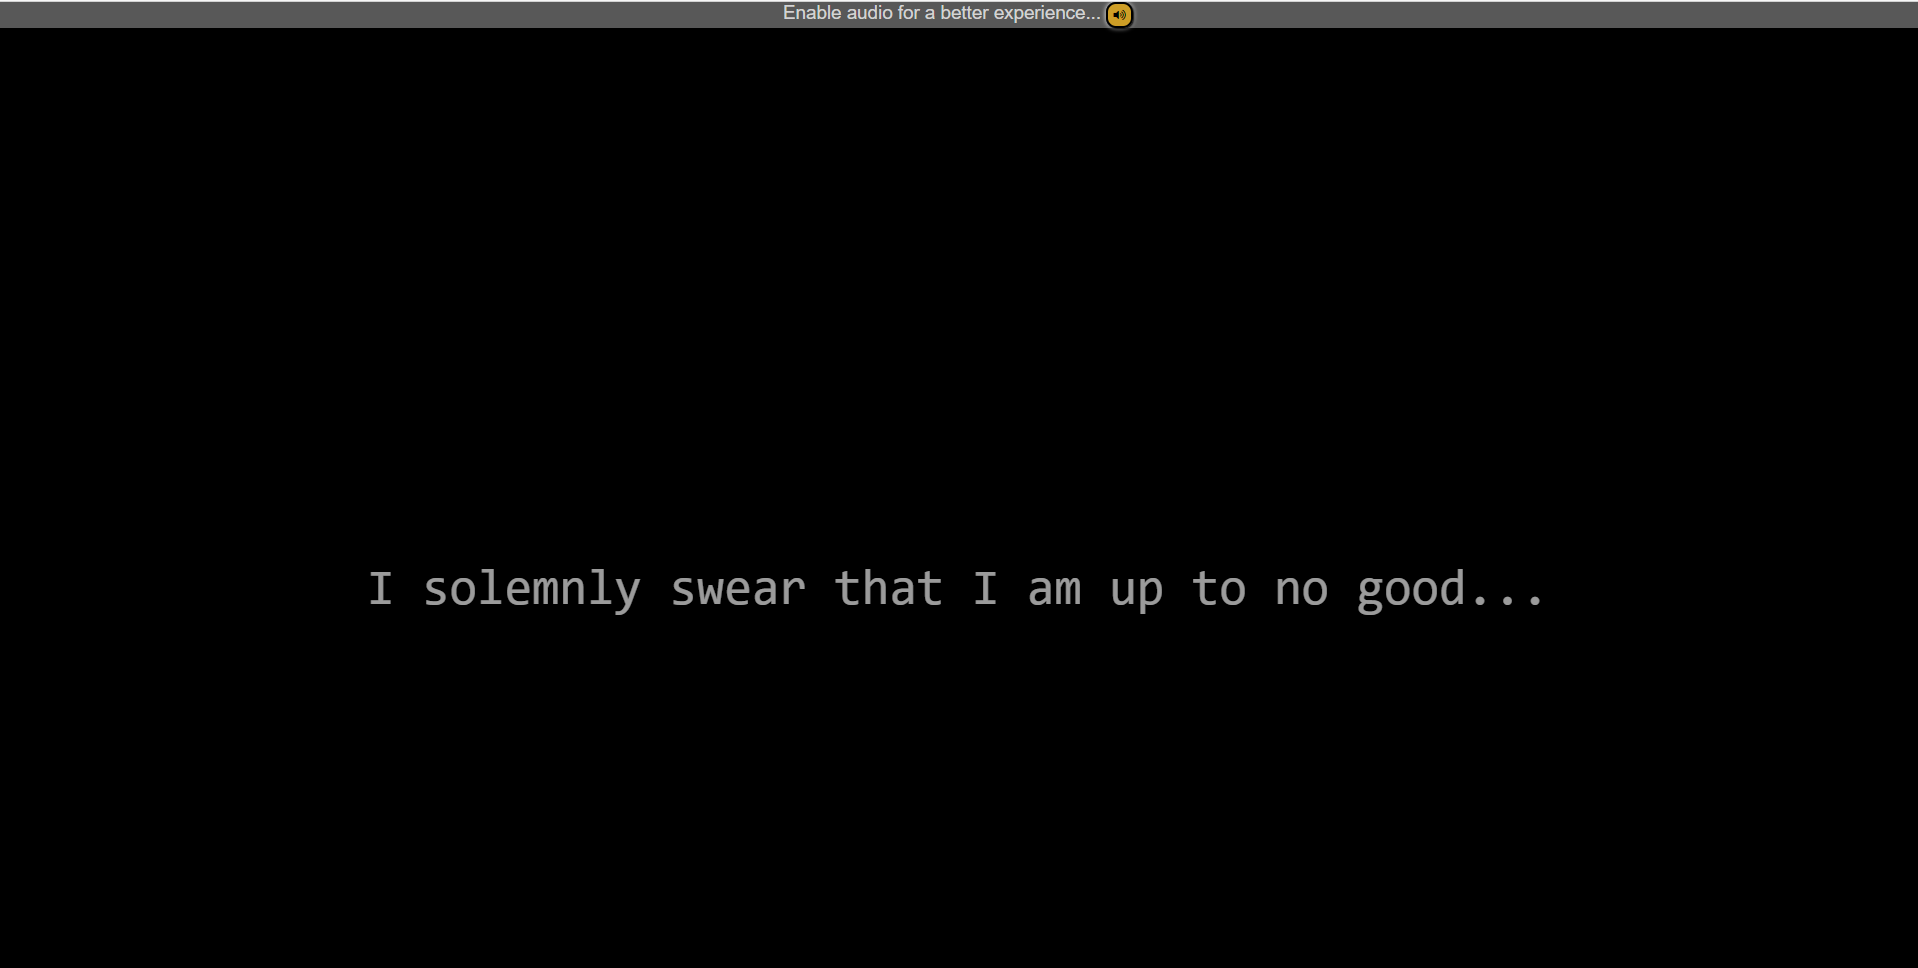 Enable audio for a better experience...
I solemnly swear that I am up to no good...